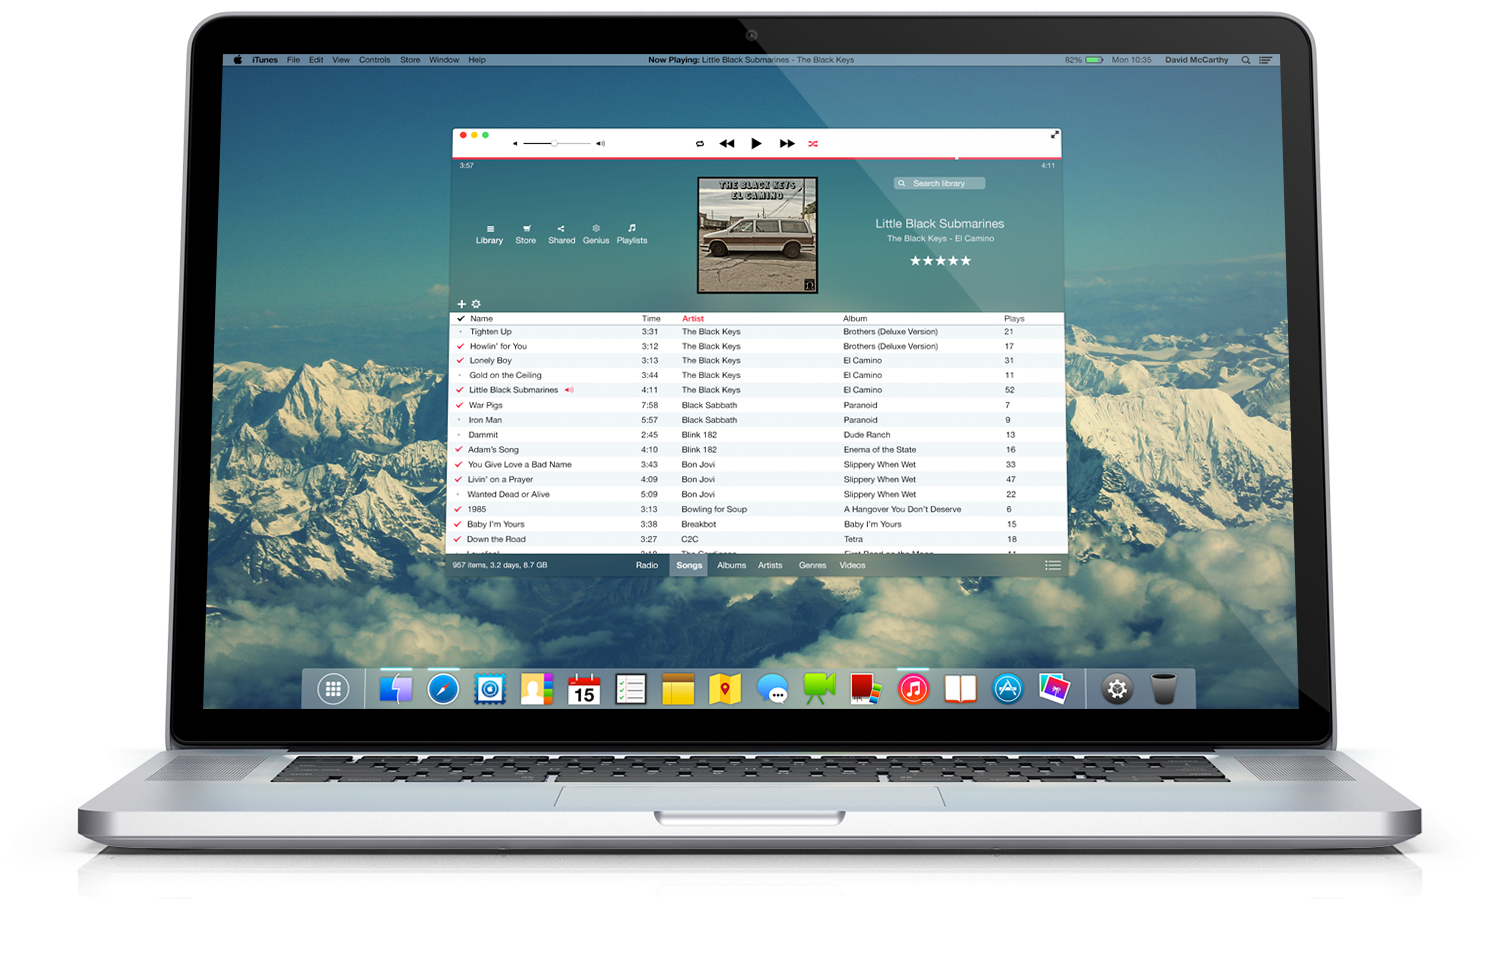 iTunes File Edit View Controls Store Window Help Now Playing: Little Black Submarines - The Black Keys 82% Mon 10:35 David McCarthy
3:57 4:11
THE BLACK KEYS
EL CAMINO
Search library
Little Black Submarines
The Black Keys - El Camino
Library Store Shared Genius Playlists
Name Time Artist Album Plays
Tighten Up 3:31 The Black Keys Brothers (Deluxe Version) 21
Howlin' for You 3:12 The Black Keys Brothers (Deluxe Version) 17
Lonely Boy 3:13 The Black Keys El Camino 31
Gold on the Ceiling 3:44 The Black Keys El Camino 11
Little Black Submarines 4:11 The Black Keys El Camino 52
War Pigs 7:58 Black Sabbath Paranoid 7
Iron Man 5:57 Black Sabbath Paranoid 9
Dammit 2:45 Blink 182 Dude Ranch 13
Adam's Song 4:10 Blink 182 Enema of the State 16
You Give Love a Bad Name 3:43 Bon Jovi Slippery When Wet 33
Livin' on a Prayer 4:09 Bon Jovi Slippery When Wet 47
Wanted Dead or Alive 5:09 Bon Jovi Slippery When Wet 22
1985 3:13 Bowling for Soup A Hangover You Don't Deserve 6
Baby I'm Yours 3:38 Breakbot Baby I'm Yours 15
Down the Road 3:27 C2C Tetra 18
957 items, 3.2 days, 8.7 GB Radio Songs Albums Artists Genres Videos
15